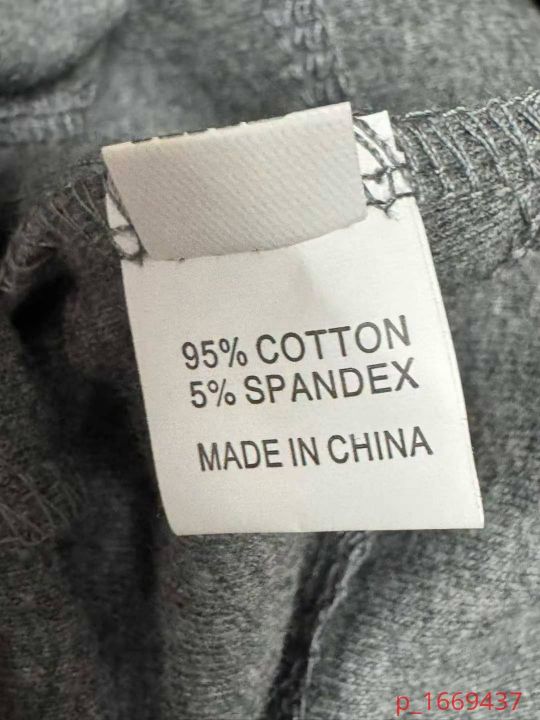 95% COTTON
5% SPANDEX
MADE IN CHINA
p_1669437